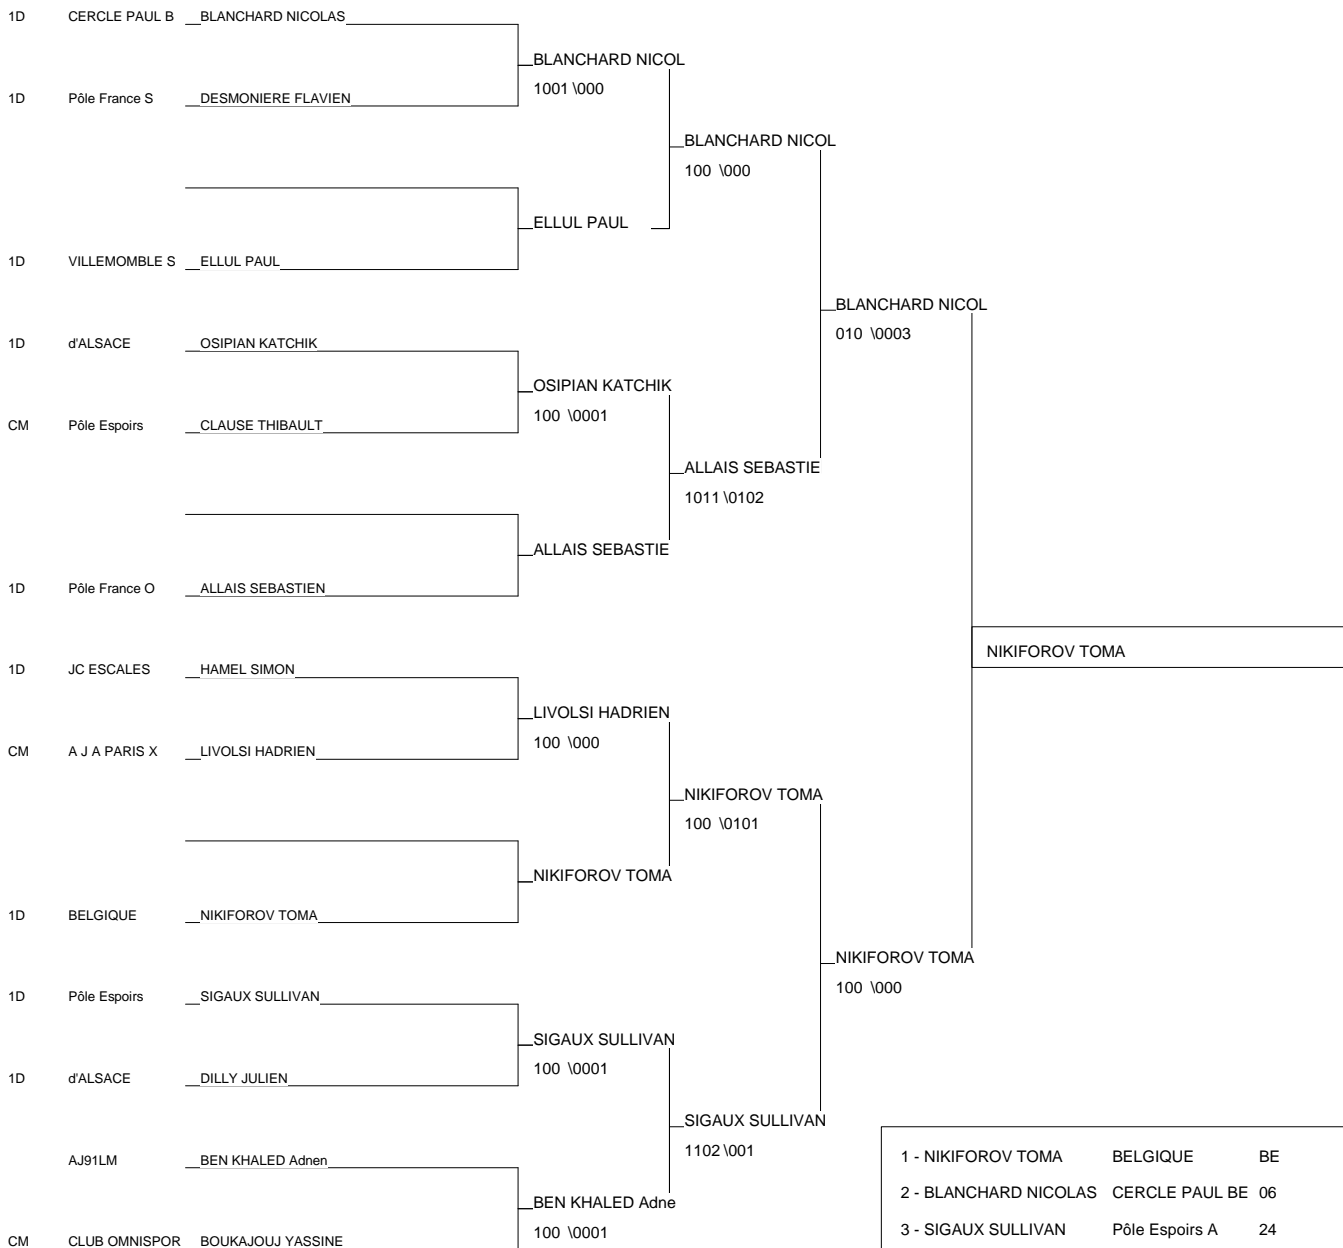 1D CERCLE PAUL B BLANCHARD NICOLAS
BLANCHARD NICOL
1001 \000
1D Pôle France S DESMONIERE FLAVIEN
BLANCHARD NICOL
100 \000
ELLUL PAUL
1D VILLEMOMBLE S ELLUL PAUL
BLANCHARD NICOL
010 \0003
1D d'ALSACE OSIPIAN KATCHIK
OSIPIAN KATCHIK
100 \0001
CM Pôle Espoirs CLAUSE THIBAULT
ALLAIS SEBASTIE
1011 \0102
ALLAIS SEBASTIE
1D Pôle France O ALLAIS SEBASTIEN
NIKIFOROV TOMA
1D JC ESCALES HAMEL SIMON
LIVOLSI HADRIEN
100 \000
CM A J A PARIS X LIVOLSI HADRIEN
NIKIFOROV TOMA
100 \0101
NIKIFOROV TOMA
1D BELGIQUE NIKIFOROV TOMA
NIKIFOROV TOMA
100 \000
1D Pôle Espoirs SIGAUX SULLIVAN
SIGAUX SULLIVAN
100 \0001
1D d'ALSACE DILLY JULIEN
SIGAUX SULLIVAN
1102 \001
AJ91LM BEN KHALED Adnen
BEN KHALED Adne
100 \0001
CM CLUB OMNISPOR BOUKAJOUJ YASSINE
1 - NIKIFOROV TOMA BELGIQUE BE
2 - BLANCHARD NICOLAS CERCLE PAUL BE 06
3 - SIGAUX SULLIVAN Pôle Espoirs A 24